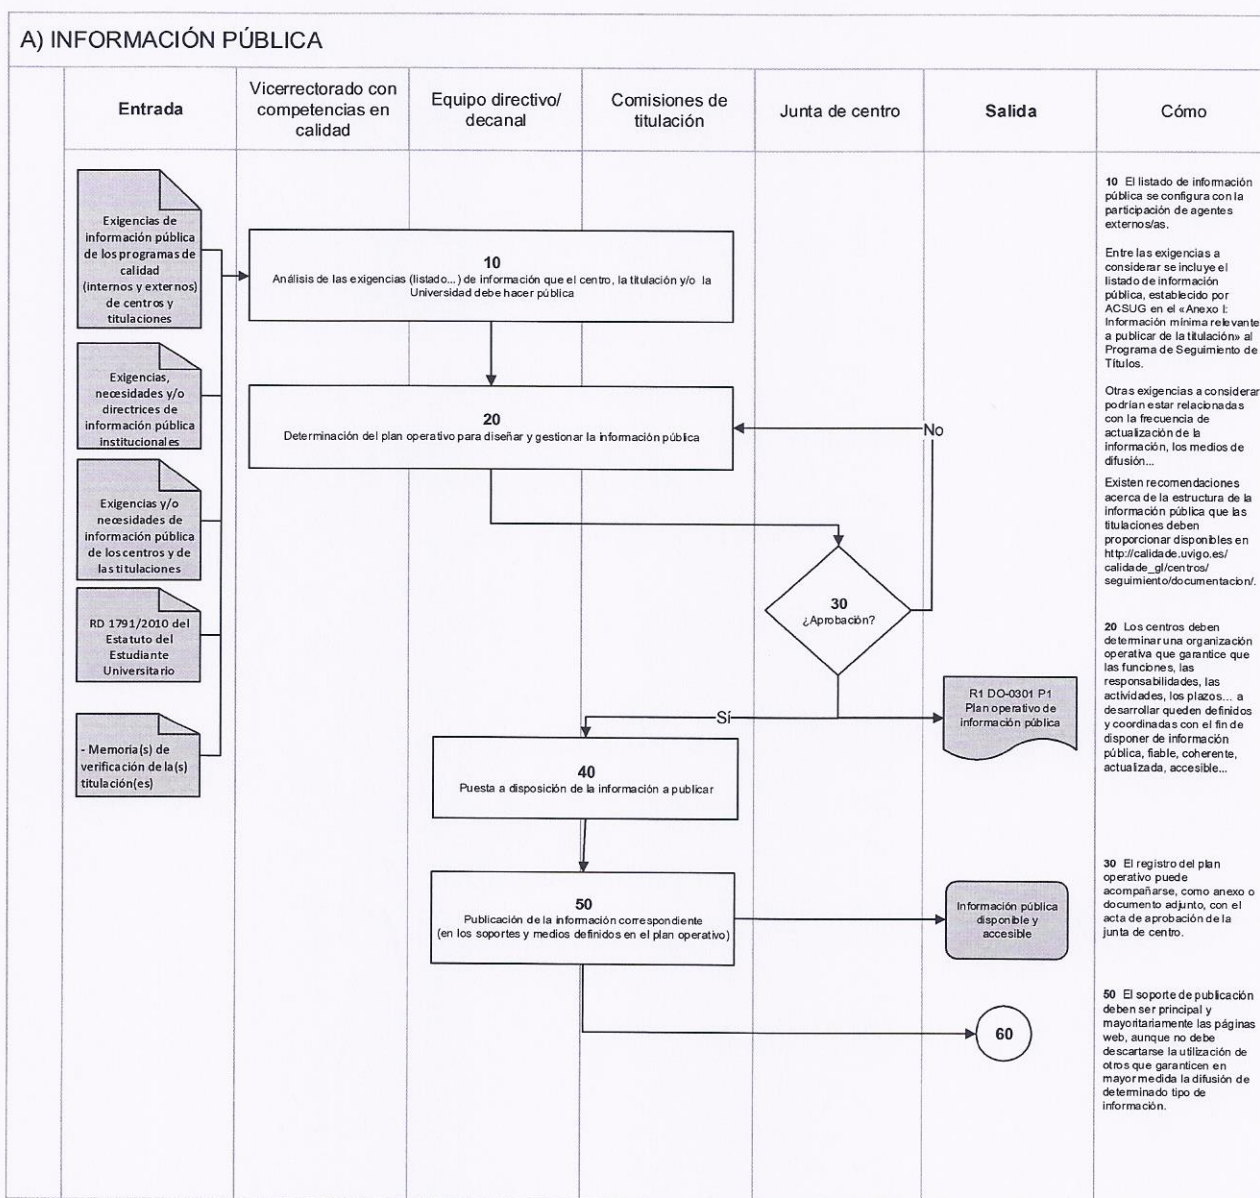 A) INFORMACIÓN PÚBLICA
Entrada
Vicerrectorado con
competencias en
calidad
Equipo directivo/
decanal
Comisiones de
titulación
Junta de centro
Salida
Cómo
Exigencias de
información pública
de los programas de
calidad
(internos y externos)
de centros y
titulaciones
Exigencias,
necesidades y/o
directrices de
información pública
institucionales
Exigencias y/o
necesidades de
información pública
de los centros y de
las titulaciones
RD 1791/2010 del
Estatuto del
Estudiante
Universitario
- Memoria(s) de
verificación de la(s)
titulación(es)
10
Análisis de las exigencias (listado...) de información que el centro, la titulación y/o la
Universidad debe hacer pública
20
Determinación del plan operativo para diseñar y gestionar la información pública
No
30
¿Aprobación?
Sí
R1 DO-0301 P1
Plan operativo de
información pública
40
Puesta a disposición de la información a publicar
50
Publicación de la información correspondiente
(en los soportes y medios definidos en el plan operativo)
Información pública
disponible y
accesible
60
10 El listado de información
pública se configura con la
participación de agentes
externos/as.
Entre las exigencias a
considerar se incluye el
listado de información
pública, establecido por
ACSUG en el «Anexo I:
Información mínima relevante
a publicar de la titulación» al
Programa de Seguimiento de
Títulos.
Otras exigencias a considerar
podrían estar relacionadas
con la frecuencia de
actualización de la
información, los medios de
difusión...
Existen recomendaciones
acerca de la estructura de la
información pública que las
titulaciones deben
proporcionar disponibles en
http://calidade.uvigo.es/
calidade_gl/centros/
seguimiento/documentacion/.
20 Los centros deben
determinar una organización
operativa que garantice que
las funciones, las
responsabilidades, las
actividades, los plazos... a
desarrollar queden definidos
y coordinadas con el fin de
disponer de información
pública, fiable, coherente,
actualizada, accesible...
30 El registro del plan
operativo puede
acompañarse, como anexo o
documento adjunto, con el
acta de aprobación de la
junta de centro.
50 El soporte de publicación
deben ser principal y
mayoritariamente las páginas
web, aunque no debe
descartarse la utilización de
otros que garanticen en
mayor medida la difusión de
determinado tipo de
información.